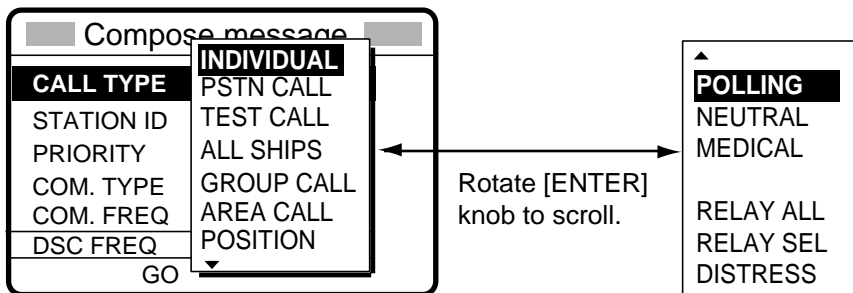 Compose message
CALL TYPE
STATION ID
PRIORITY
COM. TYPE
COM. FREQ
DSC FREQ
GO
INDIVIDUAL
PSTN CALL
TEST CALL
ALL SHIPS
GROUP CALL
AREA CALL
POSITION
Rotate [ENTER]
knob to scroll.
POLLING
NEUTRAL
MEDICAL
RELAY ALL
RELAY SEL
DISTRESS